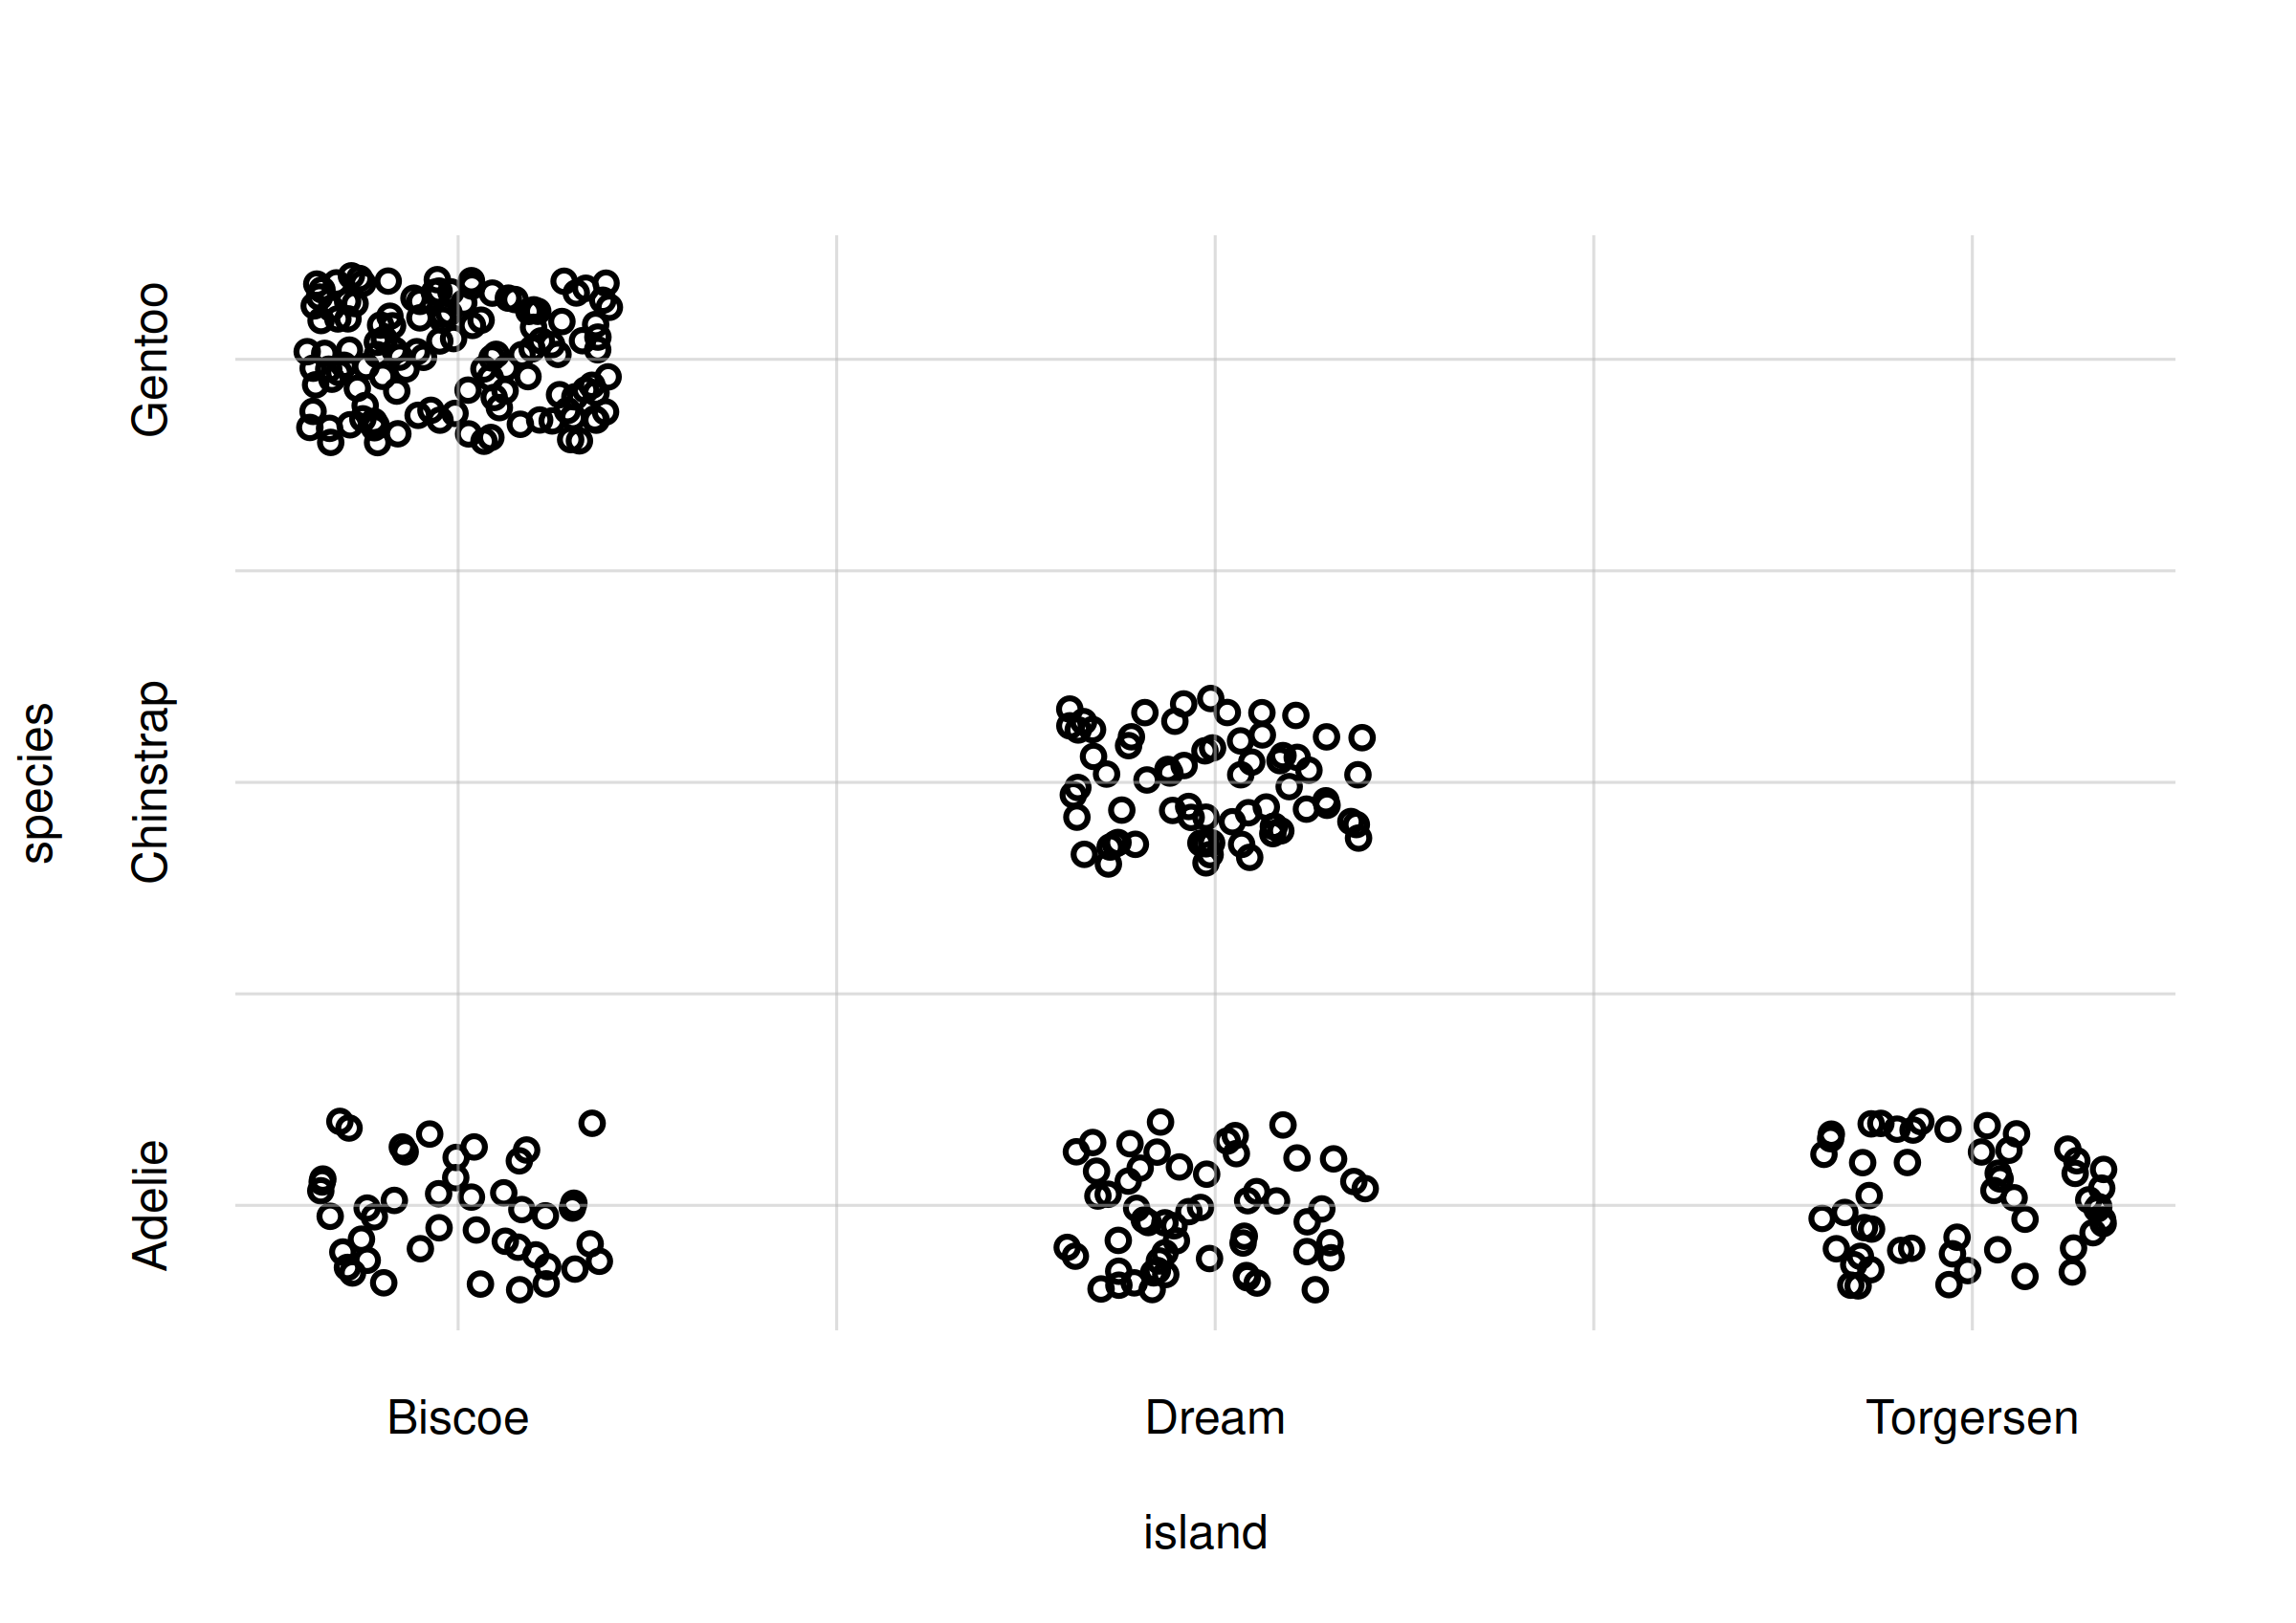 species
Gentoo
Chinstrap
Adelie
Biscoe
Dream
Torgersen
island